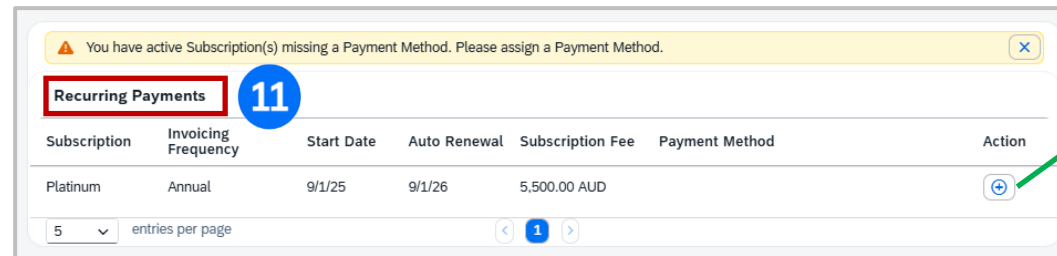 You have active Subscription(s) missing a Payment Method. Please assign a Payment Method.
Recurring Payments
11
Subscription Invoicing Frequency Start Date Auto Renewal Subscription Fee Payment Method Action
Platinum Annual 9/1/25 9/1/26 5,500.00 AUD
5 entries per page 1